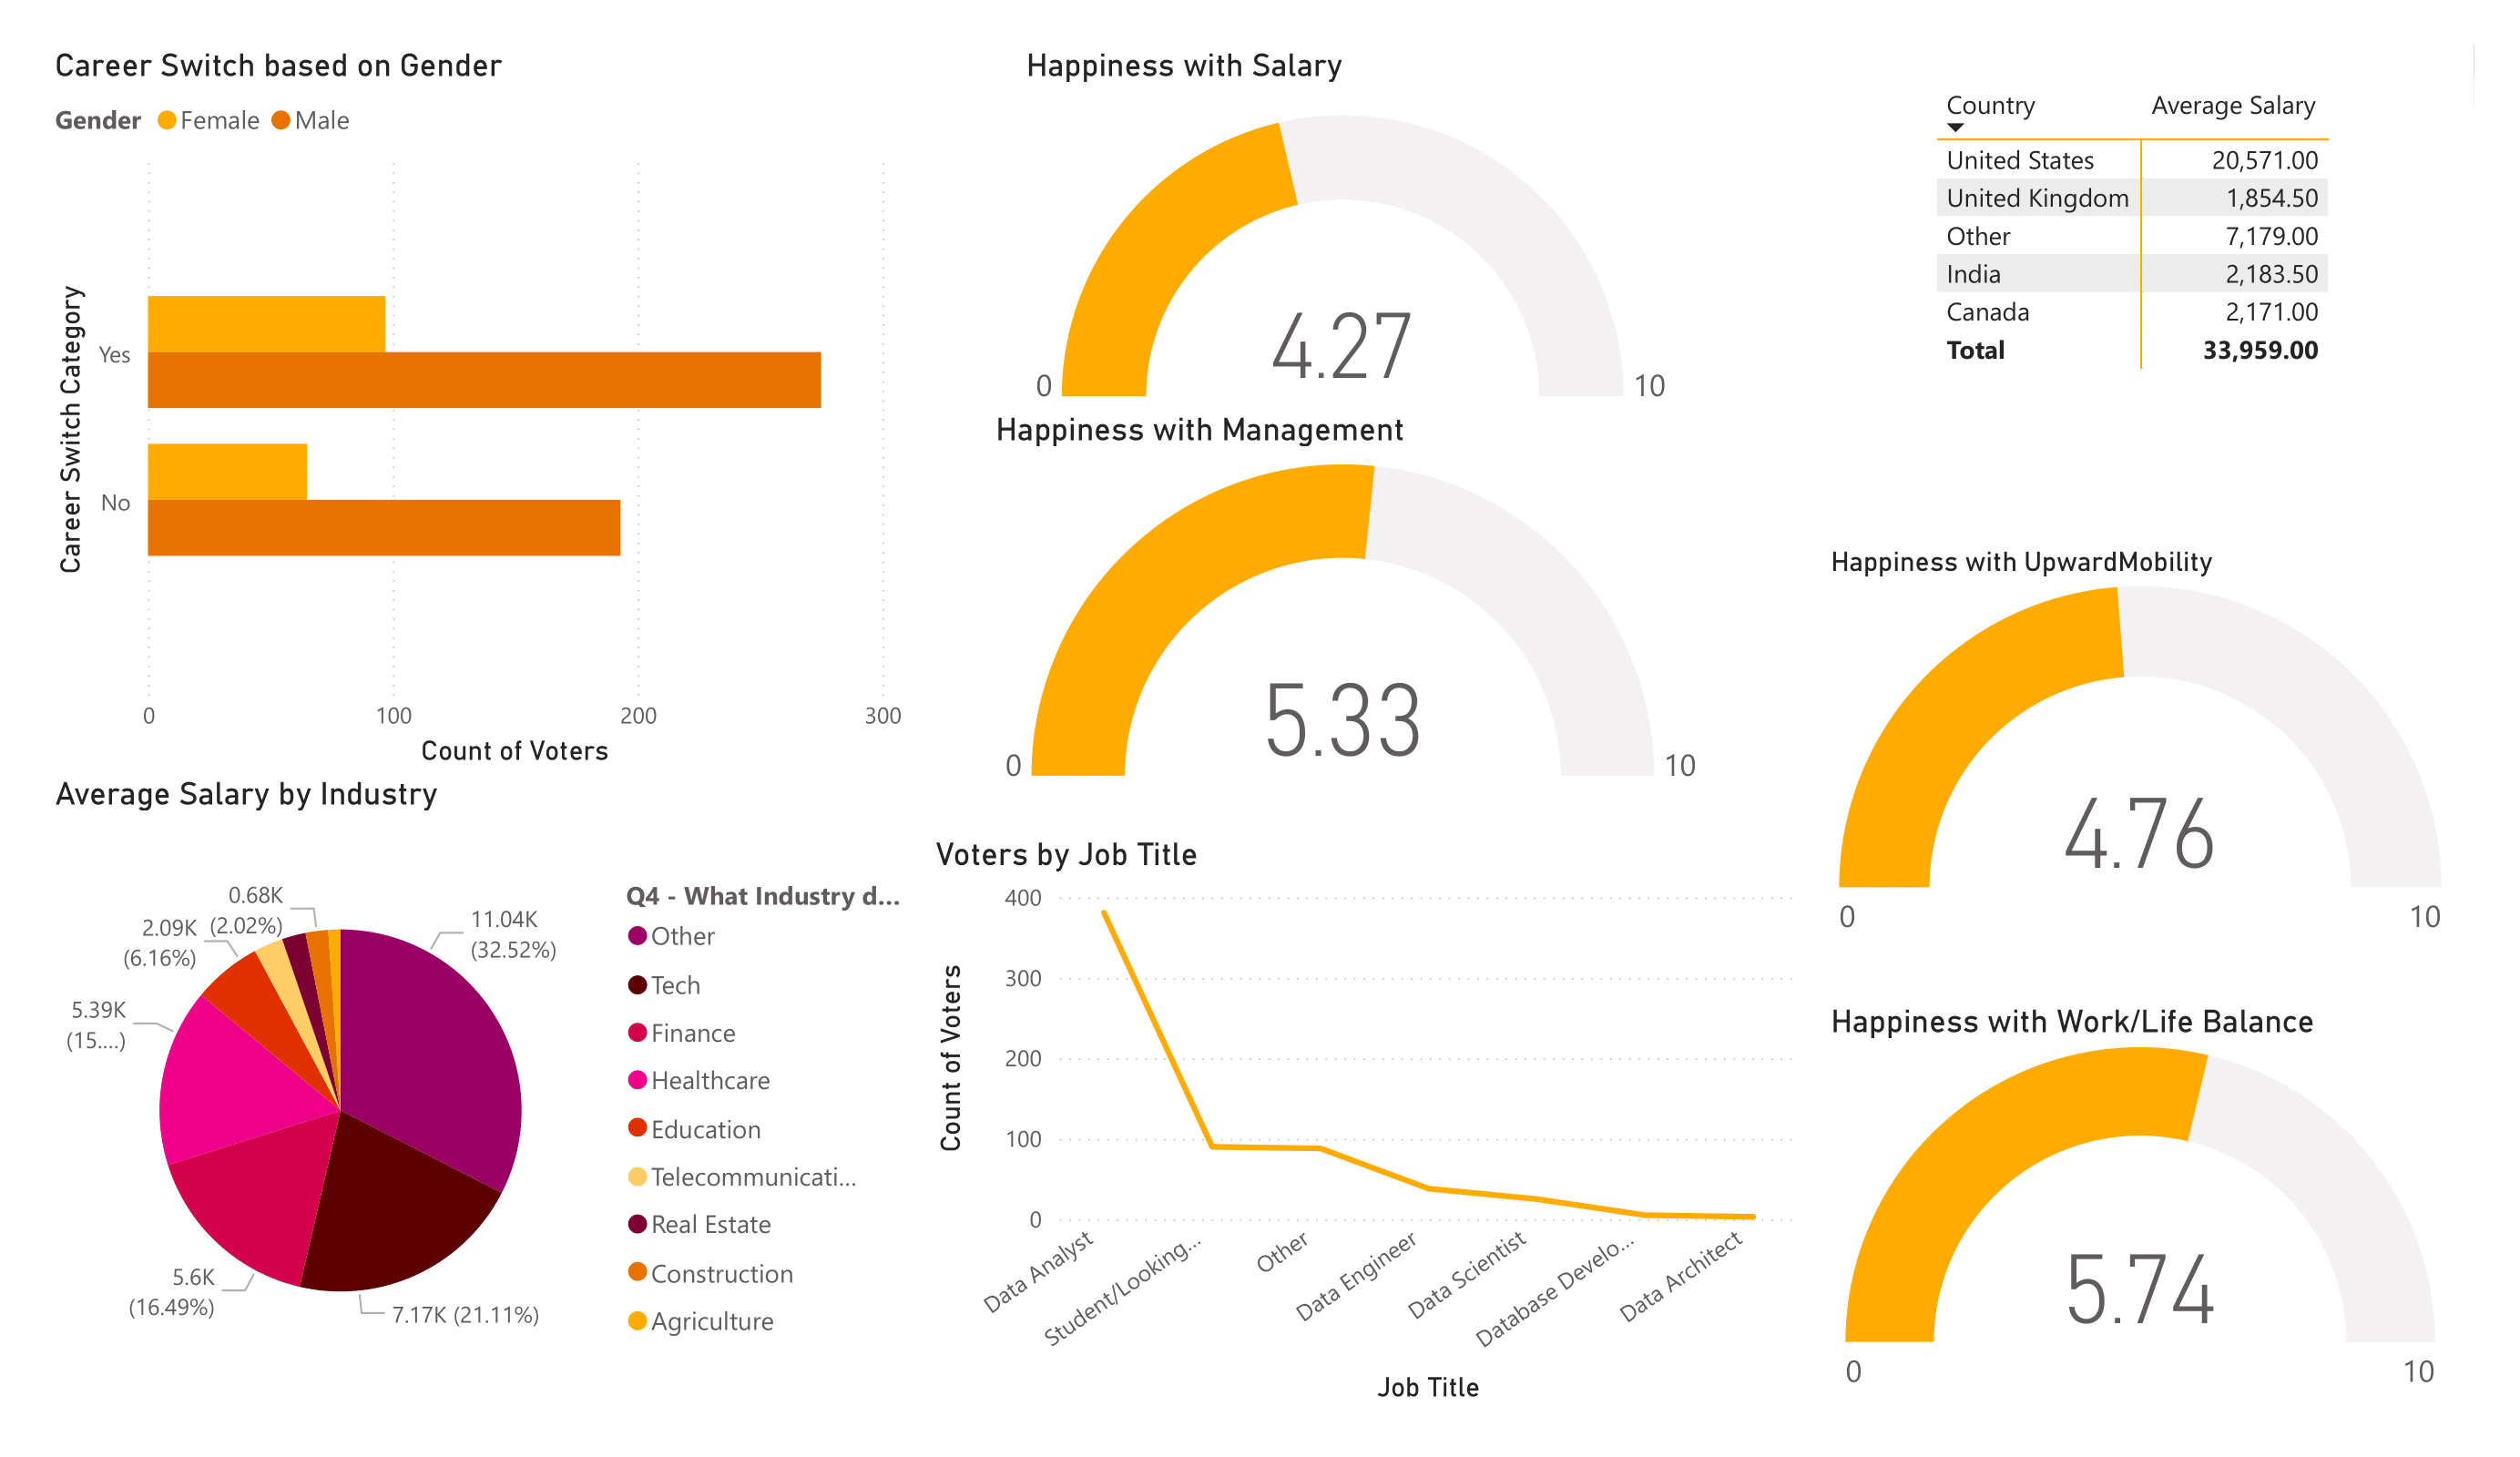 Career Switch based on Gender
Gender Female Male
Career Switch Category
Yes
No
0 100 200 300
Count of Voters
Happiness with Salary
4.27
0 10
Happiness with Management
5.33
0 10
Country Average Salary
United States 20,571.00
United Kingdom 1,854.50
Other 7,179.00
India 2,183.50
Canada 2,171.00
Total 33,959.00
Happiness with UpwardMobility
4.76
0 10
Average Salary by Industry
0.68K
(2.02%)
2.09K
(6.16%)
5.39K
(15....)
5.6K
(16.49%)
7.17K (21.11%)
11.04K
(32.52%)
Q4 - What Industry d...
Other
Tech
Finance
Healthcare
Education
Telecommunicati...
Real Estate
Construction
Agriculture
Voters by Job Title
Count of Voters
400
300
200
100
0
Data Analyst
Student/Looking...
Other
Data Engineer
Data Scientist
Database Develo...
Data Architect
Job Title
Happiness with Work/Life Balance
5.74
0 10